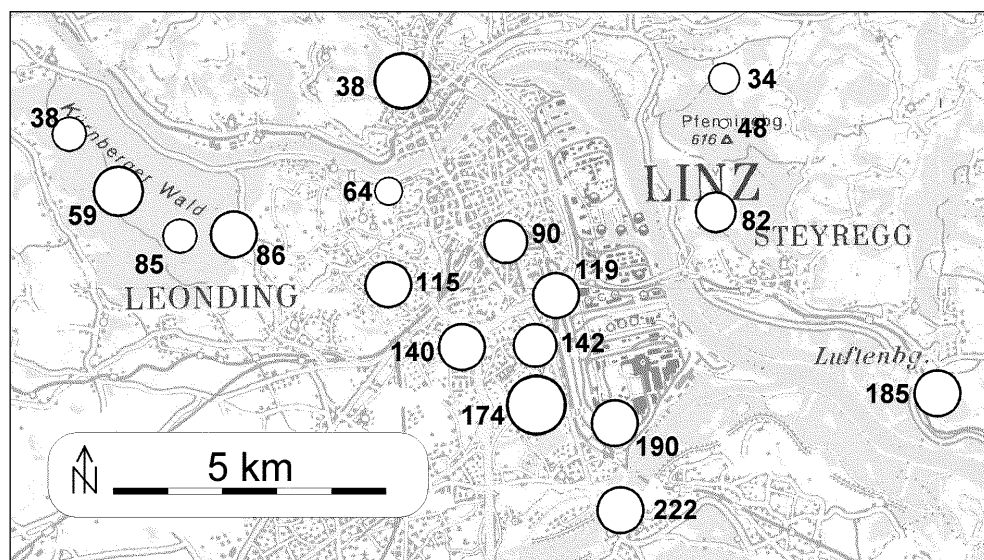 38
34
38
Kürnberger Wald
Pfenningbg.
48
616
64
LINZ
59
82
90
STEYREGG
85
86
119
115
LEONDING
140
142
Luftenbg.
185
174
190
5 km
N
222